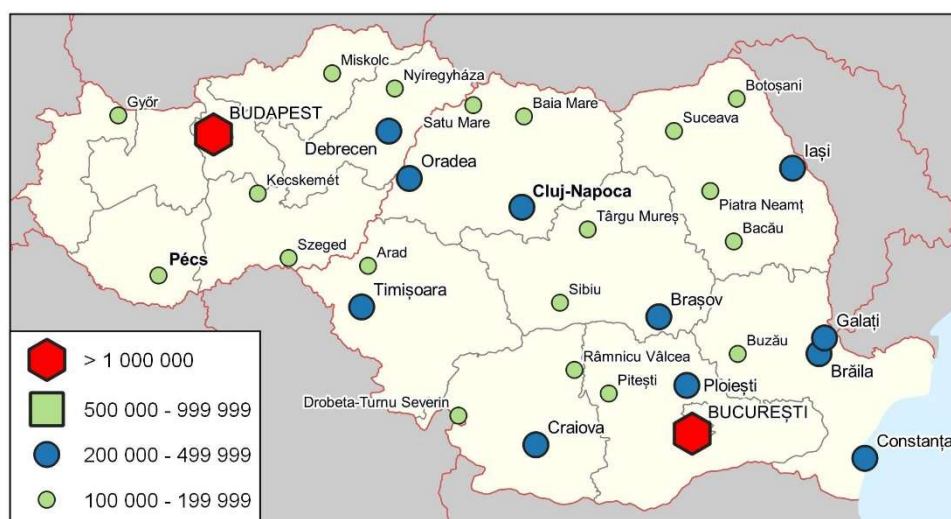 Miskolc
Nyíregyháza
Botoșani
Győr
BUDAPEST
Baia Mare
Satu Mare
Suceava
Debrecen
Iași
Oradea
Kecskemét
Cluj-Napoca
Piatra Neamț
Târgu Mureș
Bacău
Szeged
Pécs
Arad
Timișoara
Sibiu
Brașov
Galați
Buzău
Brăila
Râmnicu Vâlcea
Pitești
Ploiești
Drobeta-Turnu Severin
BUCUREȘTI
Craiova
Constanța
> 1 000 000
500 000 - 999 999
200 000 - 499 999
100 000 - 199 999